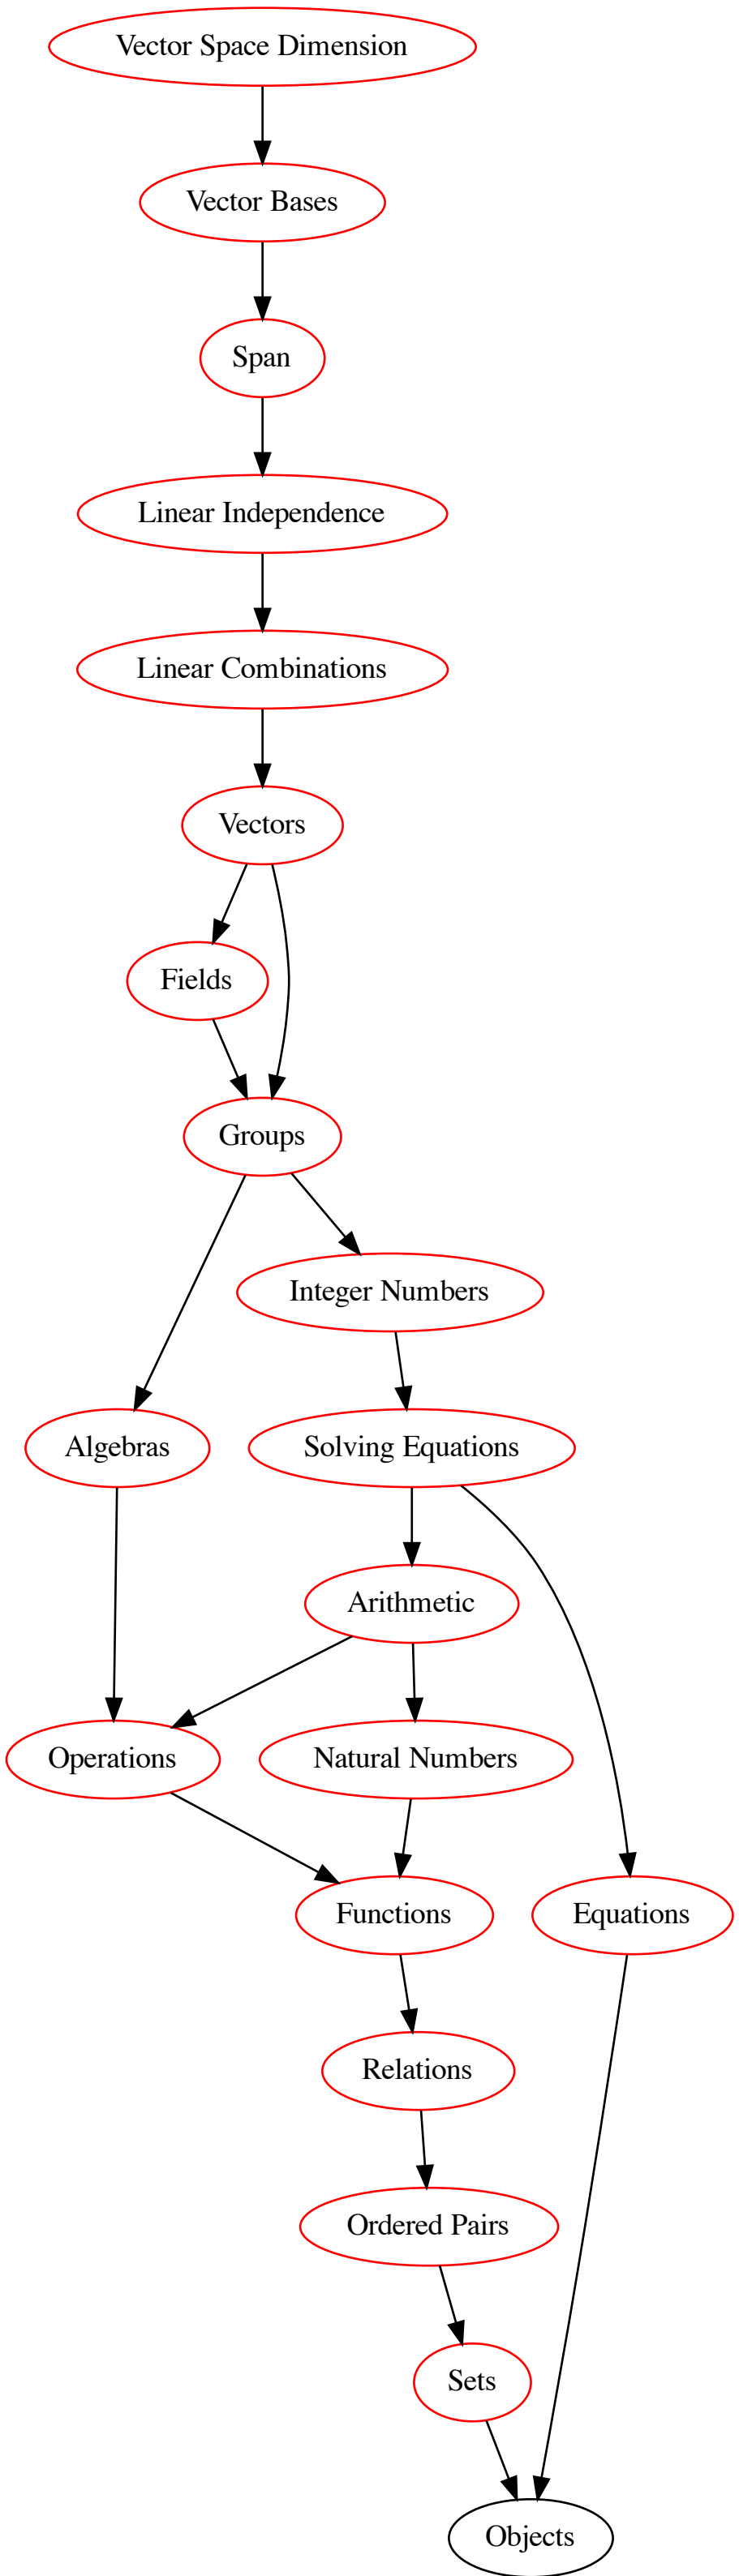 Vector Space Dimension
Vector Bases
Span
Linear Independence
Linear Combinations
Vectors
Fields
Groups
Integer Numbers
Algebras
Solving Equations
Arithmetic
Operations
Natural Numbers
Functions
Equations
Relations
Ordered Pairs
Sets
Objects